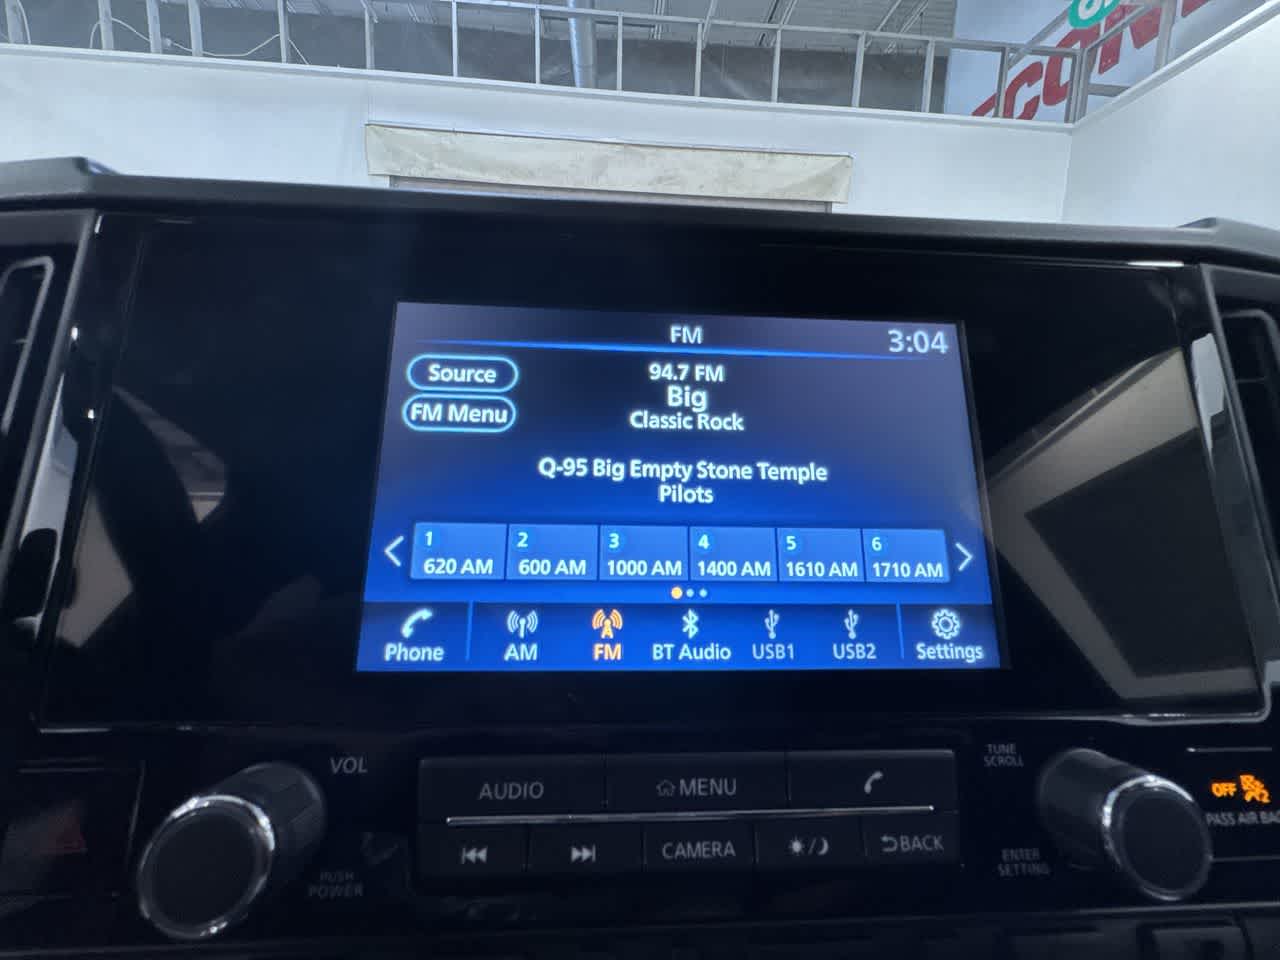 ECON
FM
3:04
Source
94.7 FM
Big
FM Menu
Classic Rock
Q-95 Big Empty Stone Temple
Pilots
1
2
3
4
5
6
620 AM
600 AM
1000 AM
1400 AM
1610 AM
1710 AM
Phone
AM
FM
BT Audio
USB1
USB2
Settings
VOL
PUSH
POWER
AUDIO
MENU
CAMERA
BACK
TUNE
SCROLL
ENTER
SETTING
OFF
2
PASS AIR BAG